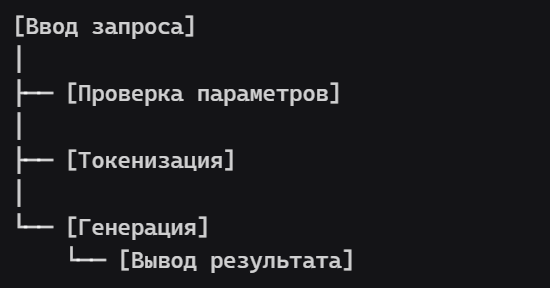 [Ввод запроса]
│
├── [Проверка параметров]
│
├── [Токенизация]
│
└── [Генерация]
    └── [Вывод результата]